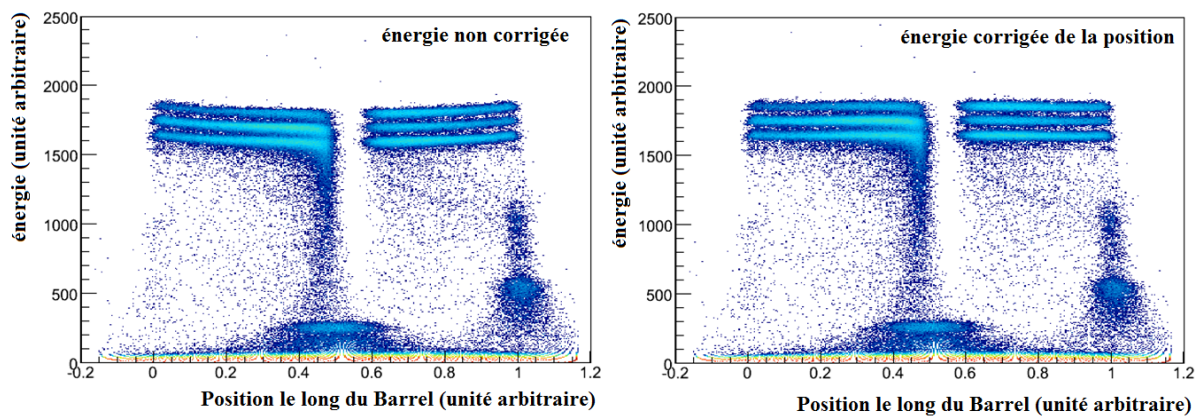 énergie non corrigée
énergie (unité arbitraire)
2500
2000
1500
1000
500
0
-0.2 0 0.2 0.4 0.6 0.8 1 1.2
Position le long du Barrel (unité arbitraire)
énergie corrigée de la position
énergie (unité arbitraire)
2500
2000
1500
1000
500
0
-0.2 0 0.2 0.4 0.6 0.8 1 1.2
Position le long du Barrel (unité arbitraire)